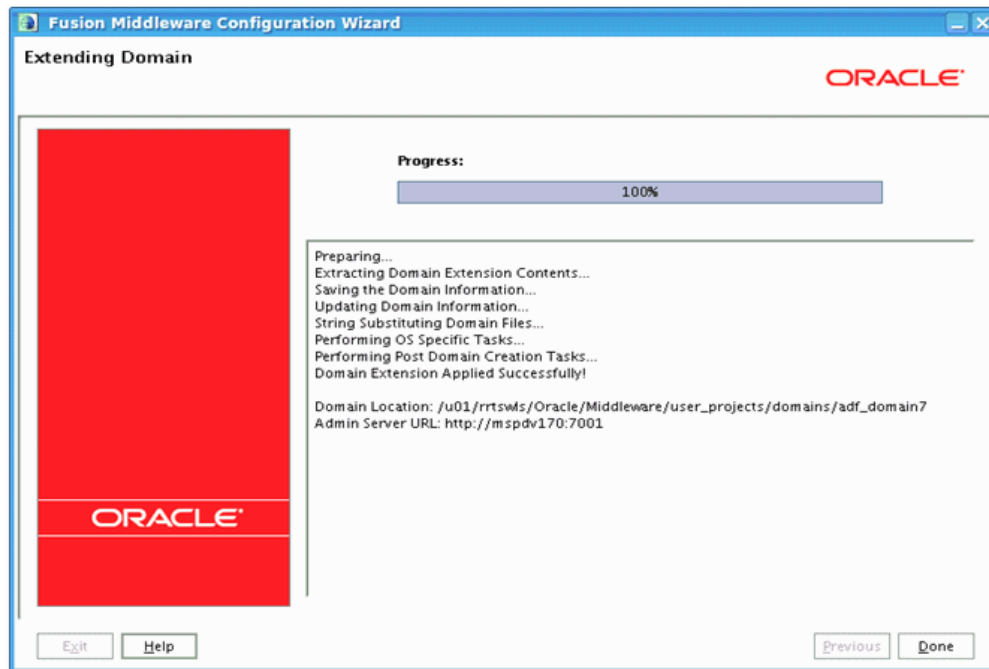 Fusion Middleware Configuration Wizard
Extending Domain
ORACLE
Progress:
100%
Preparing...
Extracting Domain Extension Contents...
Saving the Domain Information...
Updating Domain Information...
String Substituting Domain Files...
Performing OS Specific Tasks...
Performing Post Domain Creation Tasks...
Domain Extension Applied Successfully!
Domain Location: /u01/rrtswls/Oracle/Middleware/user_projects/domains/adf_domain7
Admin Server URL: http://mspdv170:7001
ORACLE
Exit Help Previous Done